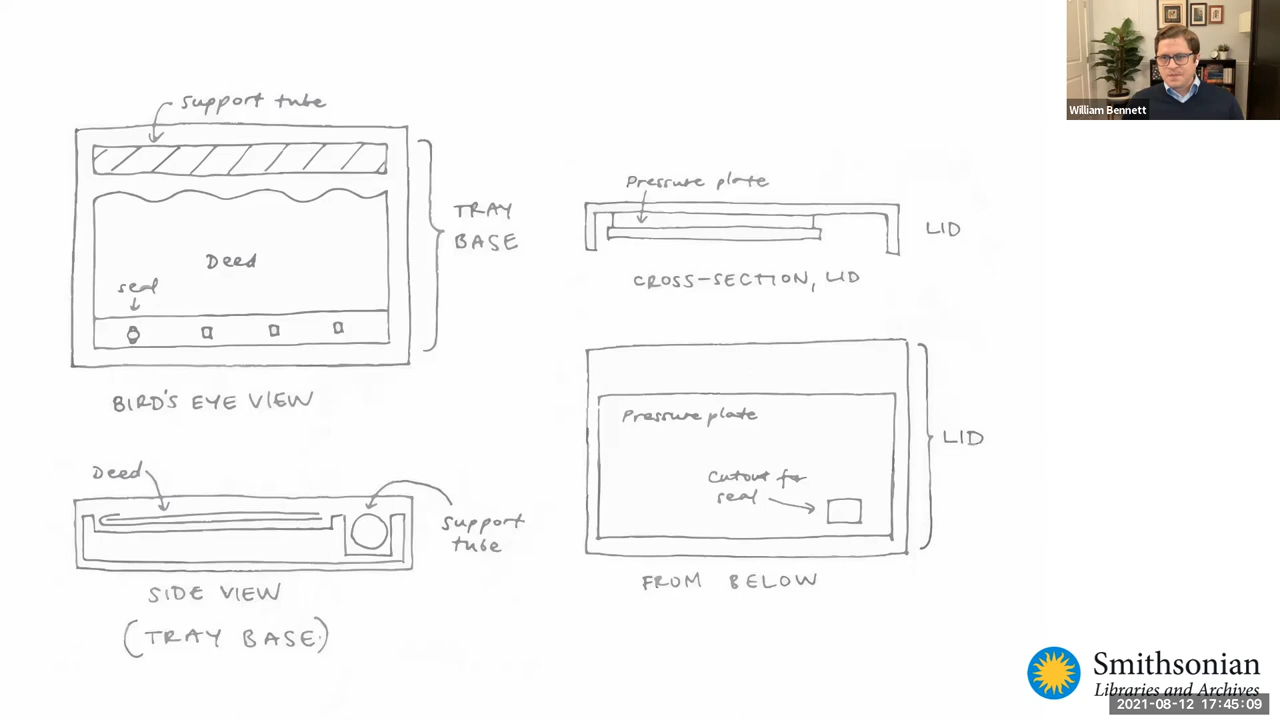 William Bennett
support tube
Deed
seal
TRAY
BASE
BIRD'S EYE VIEW
Deed
support
tube
SIDE VIEW
(TRAY BASE)
Pressure plate
LID
CROSS-SECTION, LID
Pressure plate
Cutout for
seal
LID
FROM BELOW
Smithsonian
Libraries and Archives
2021-08-12 17:45:09